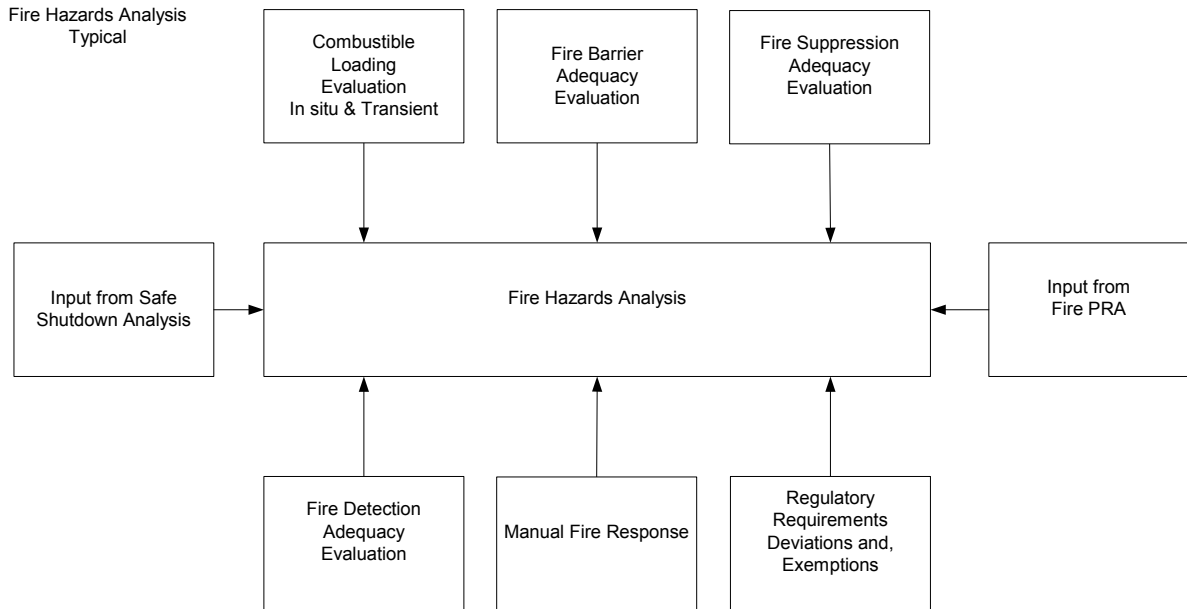 Fire Hazards Analysis
Typical
Combustible
Loading
Evaluation
In situ & Transient
Fire Barrier
Adequacy
Evaluation
Fire Suppression
Adequacy
Evaluation
Input from Safe
Shutdown Analysis
Fire Hazards Analysis
Input from
Fire PRA
Fire Detection
Adequacy
Evaluation
Manual Fire Response
Regulatory
Requirements
Deviations and,
Exemptions